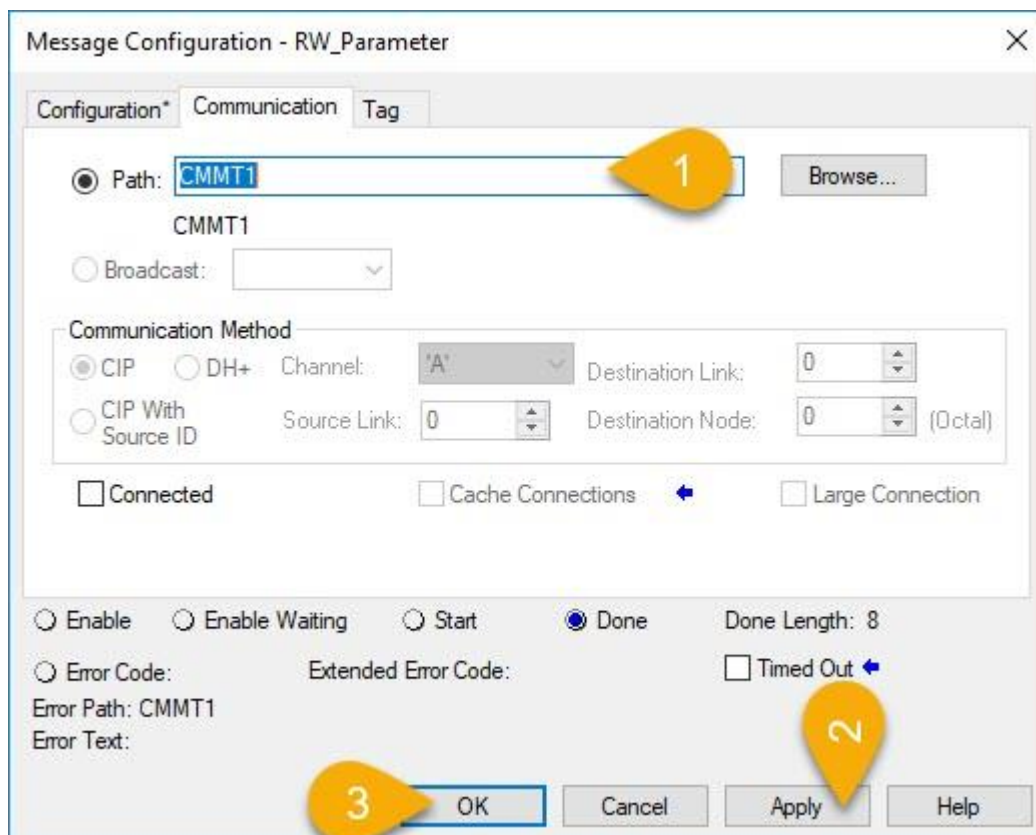 Message Configuration - RW_Parameter
Configuration* Communication Tag
Path: CMMT1 1 Browse...
CMMT1
Broadcast:
Communication Method
CIP DH+ Channel: 'A' Destination Link: 0
CIP With
Source ID Source Link: 0 Destination Node: 0 (Octal)
Connected Cache Connections Large Connection
Enable Enable Waiting Start Done Done Length: 8
Error Code: Extended Error Code: Timed Out
Error Path: CMMT1
Error Text:
2
3 OK Cancel Apply Help